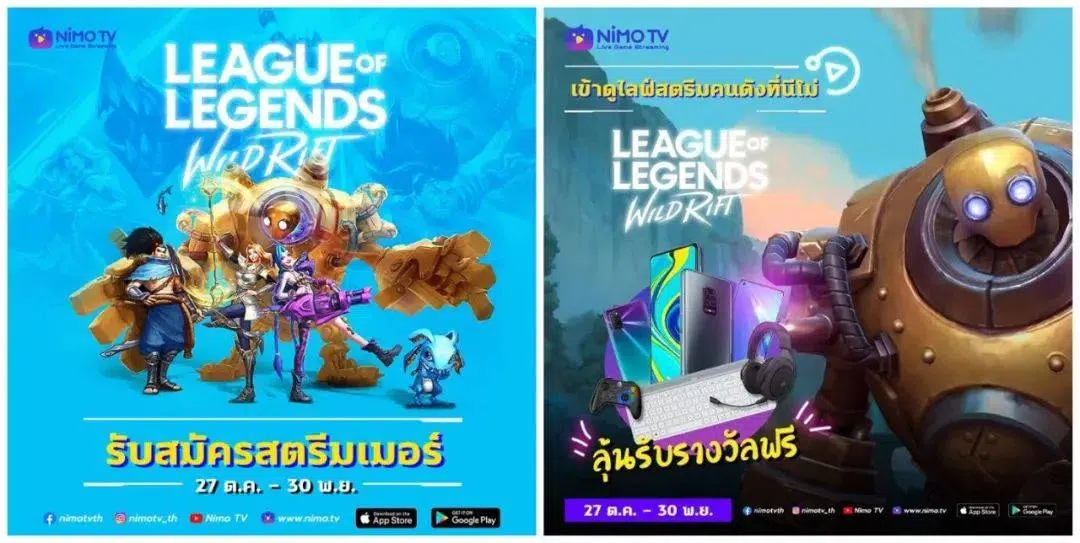 NIMO TV
Live Game Streaming
LEAGUE OF
LEGENDS
WILD RIFT
รับสมัครสตรีมเมอร์
27 ต.ค. – 30 พ.ย.
nimotvth
nimotv_th
Nimo TV
www.nimo.tv
Download on the
App Store
GET IT ON
Google Play
NIMO TV
Live Game Streaming
เข้าดูไลฟ์สตรีมคนดังที่นีโม่
LEAGUE OF
LEGENDS
WILD RIFT
ลุ้นรับรางวัลฟรี
27 ต.ค. – 30 พ.ย.
nimotvth
nimotv_th
Nimo TV
www.nimo.tv
App Store
Google Play